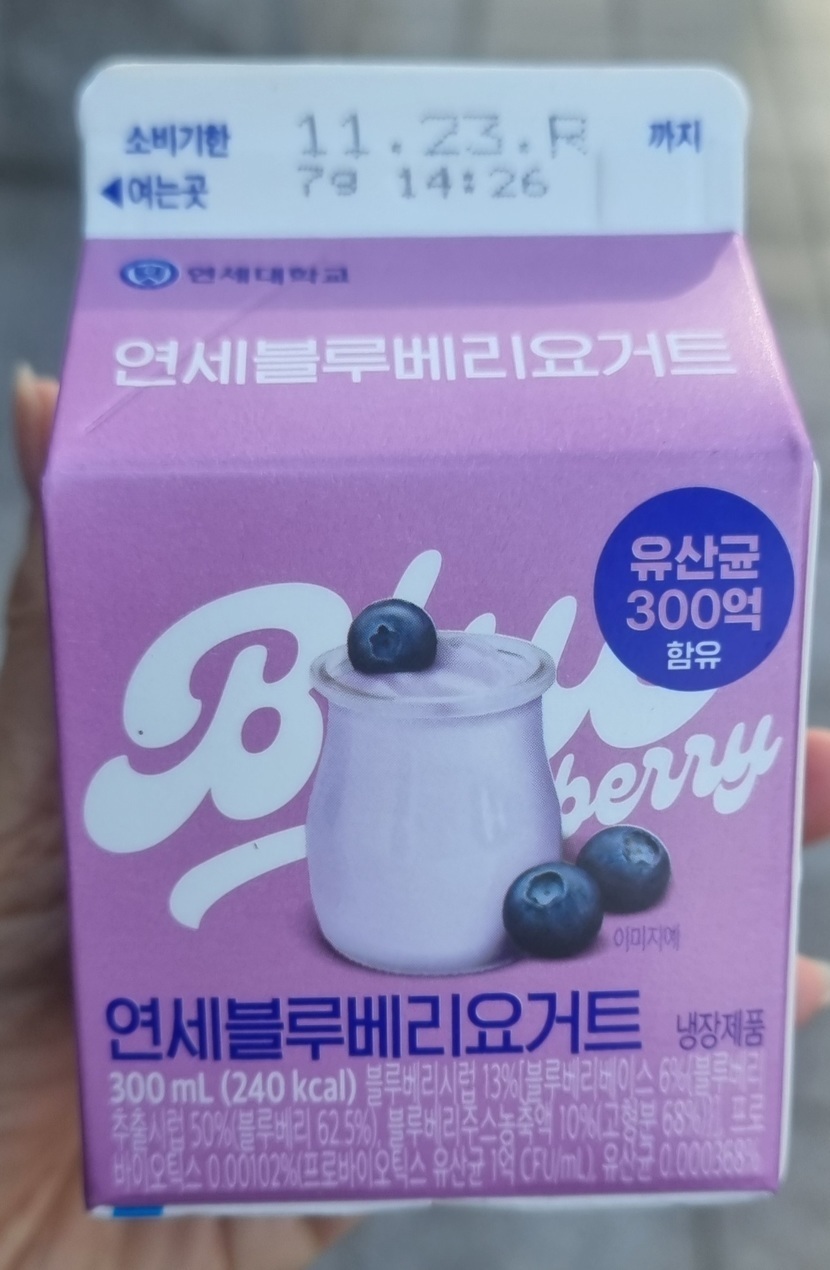 소비기한 11.23.R 까지
◀여는곳 79 14:26
연세대학교
연세블루베리요거트
유산균
300억
함유
Blue
berry
이미지예
연세블루베리요거트 냉장제품
300 mL (240 kcal) 블루베리시럽 13%[블루베리베이스 6%{블루베리
추출시럽 50%(블루베리 62.5%), 블루베리주스농축액 10%(고형분 68%)}], 프로
바이오틱스 0.00102%(프로바이오틱스 유산균 1억 CFU/mL), 유산균 0.000368%